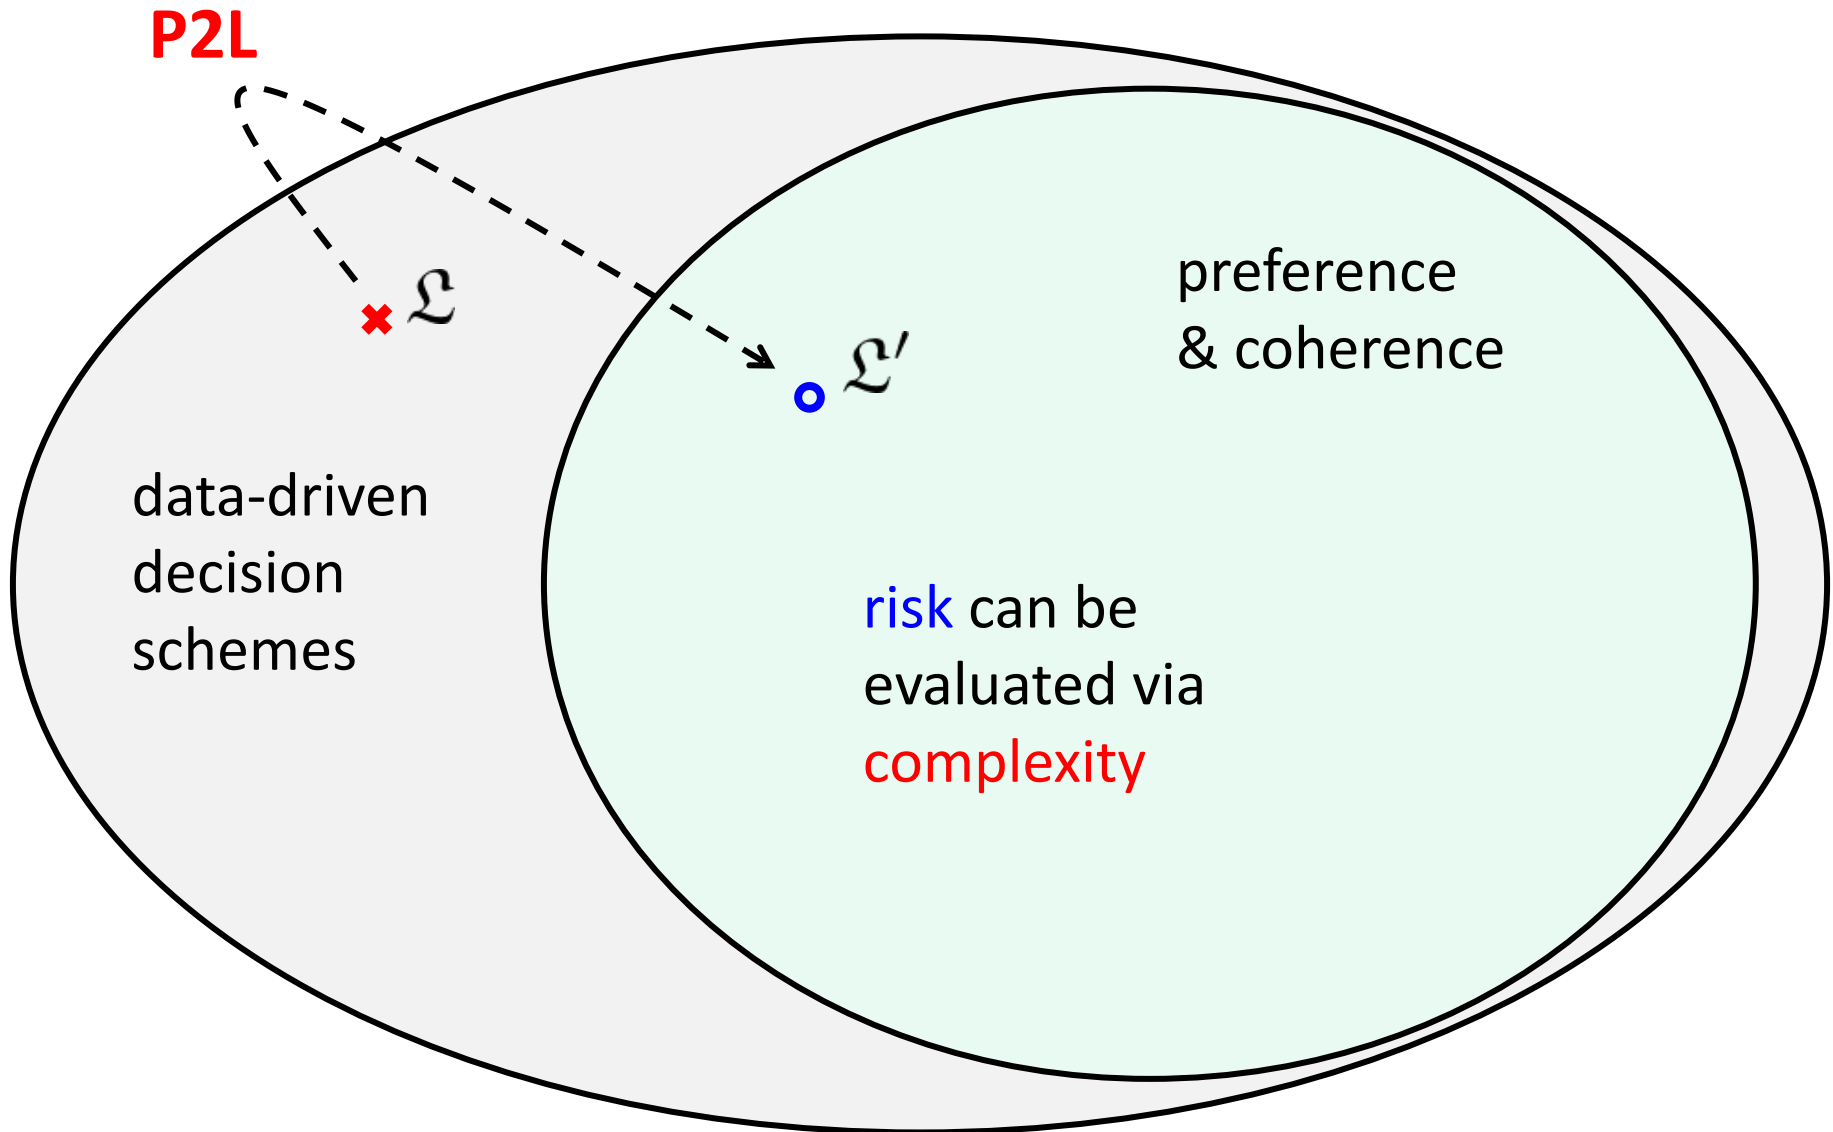 P2L
𝔏
𝔏′
preference
& coherence
data-driven
decision
schemes
risk can be
evaluated via
complexity